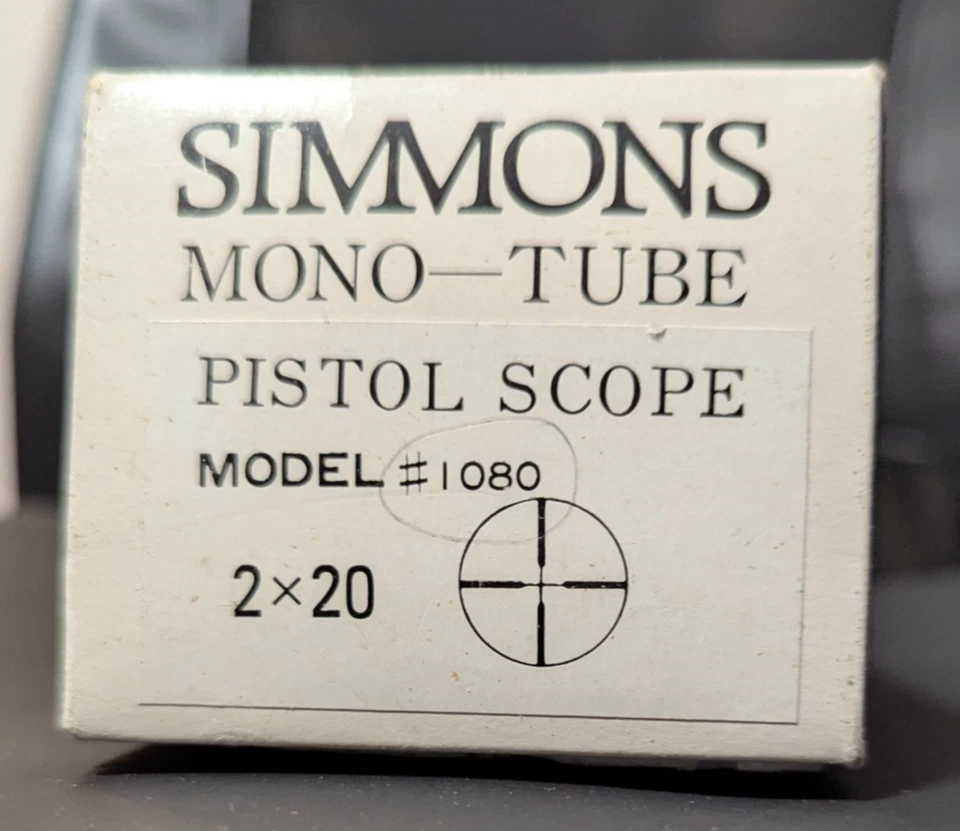 SIMMONS
MONO—TUBE
PISTOL SCOPE
MODEL #1080
2×20